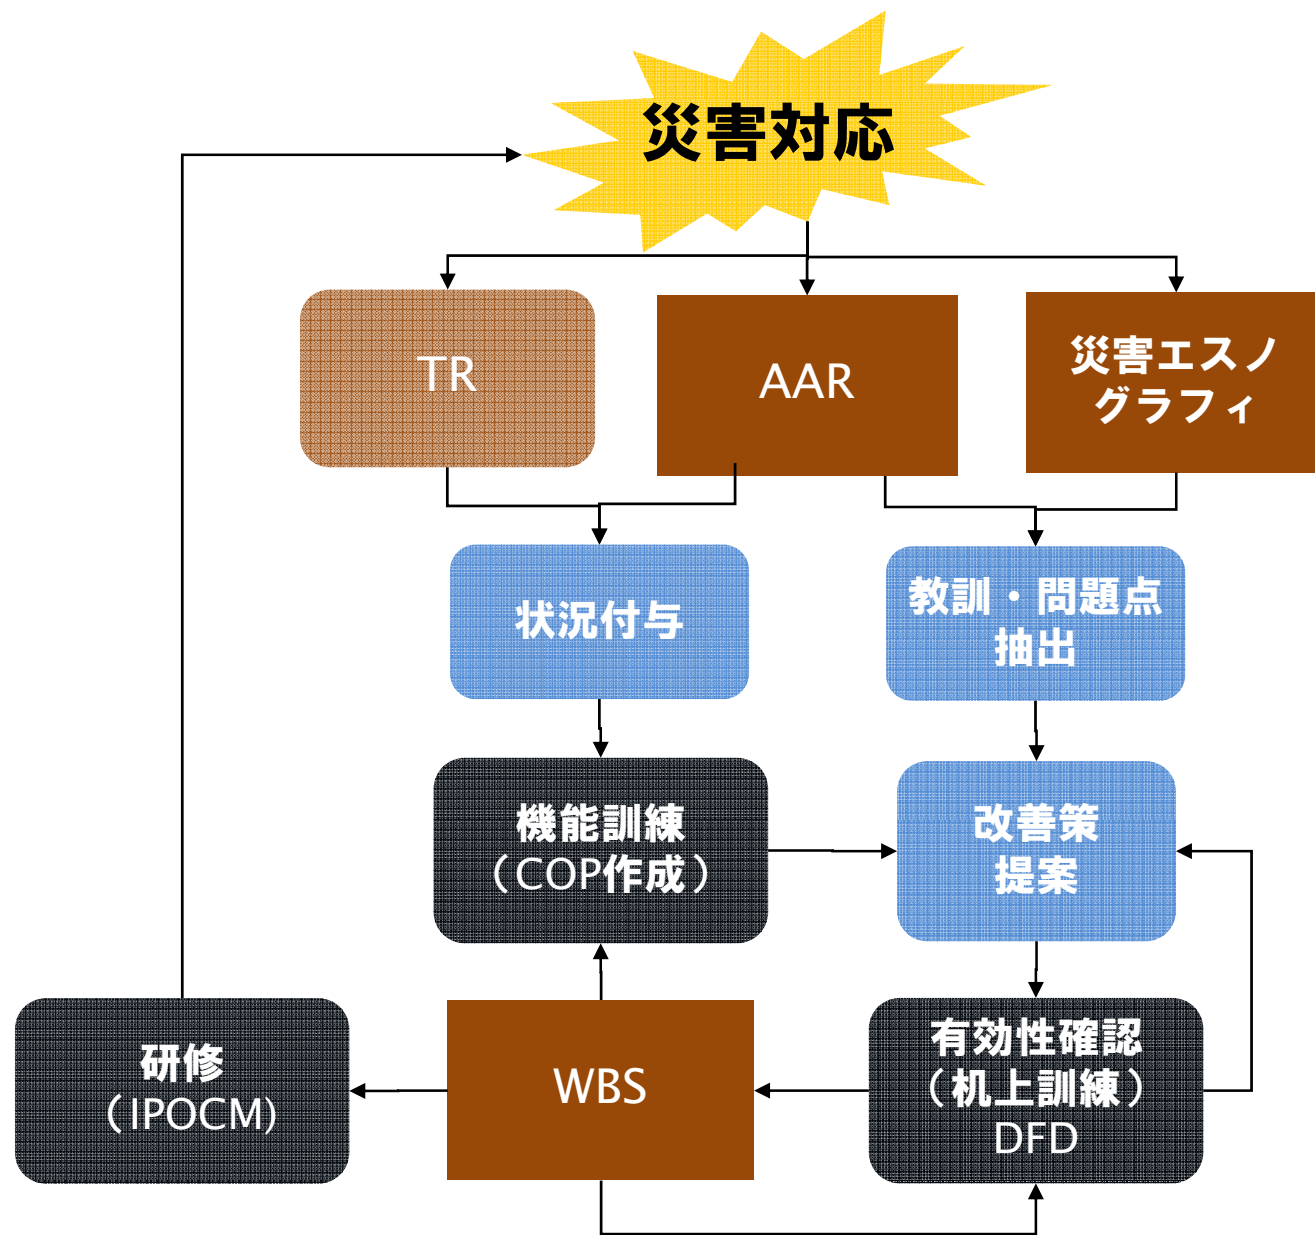 災害対応
TR
AAR
災害エスノ
グラフィ
状況付与
教訓・問題点
抽出
機能訓練
（COP作成）
改善策
提案
研修
（IPOCM)
WBS
有効性確認
（机上訓練）
DFD